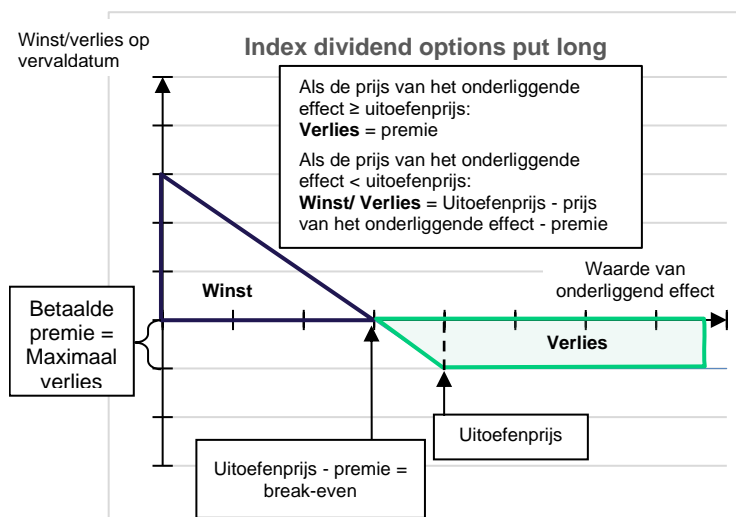 Winst/verlies op
vervaldatum
Index dividend options put long
Als de prijs van het onderliggende
effect ≥ uitoefenprijs:
Verlies = premie
Als de prijs van het onderliggende
effect < uitoefenprijs:
Winst/ Verlies = Uitoefenprijs - prijs
van het onderliggende effect - premie
Waarde van
onderliggend effect
Winst
Betaalde
premie =
Maximaal
verlies
Verlies
Uitoefenprijs
Uitoefenprijs - premie =
break-even